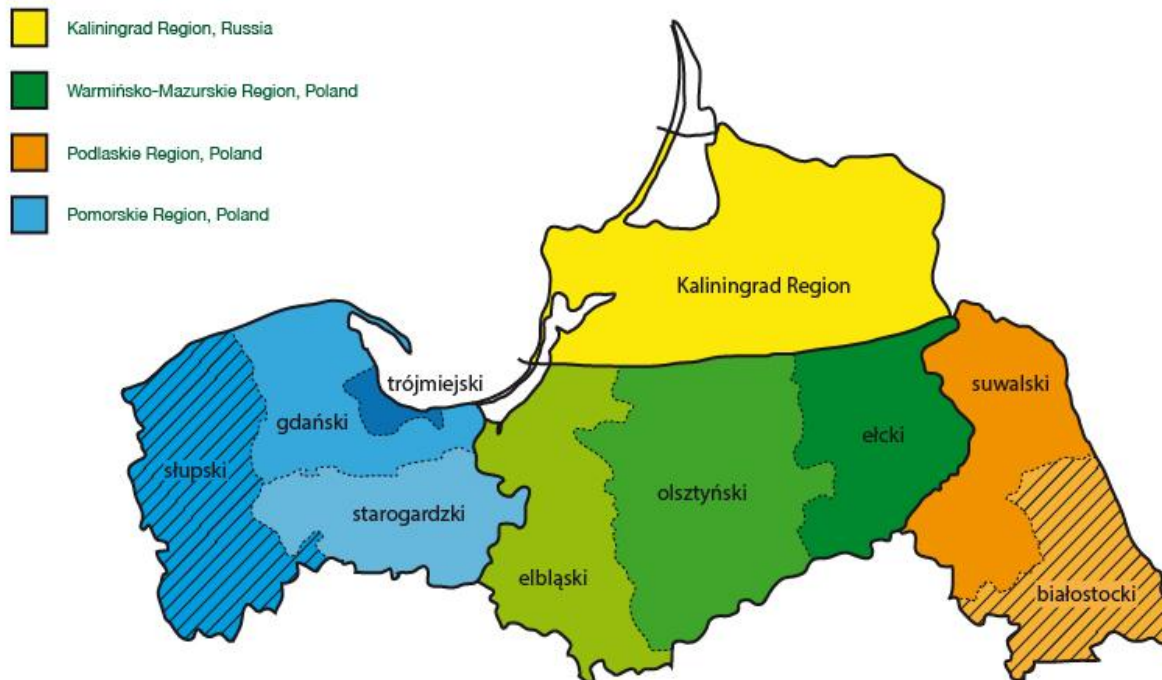 Kaliningrad Region, Russia
Warmińsko-Mazurskie Region, Poland
Podlaskie Region, Poland
Pomorskie Region, Poland
Kaliningrad Region
trójmiejski
suwalski
gdański
ełcki
słupski
olsztyński
starogardzki
elbląski
białostocki